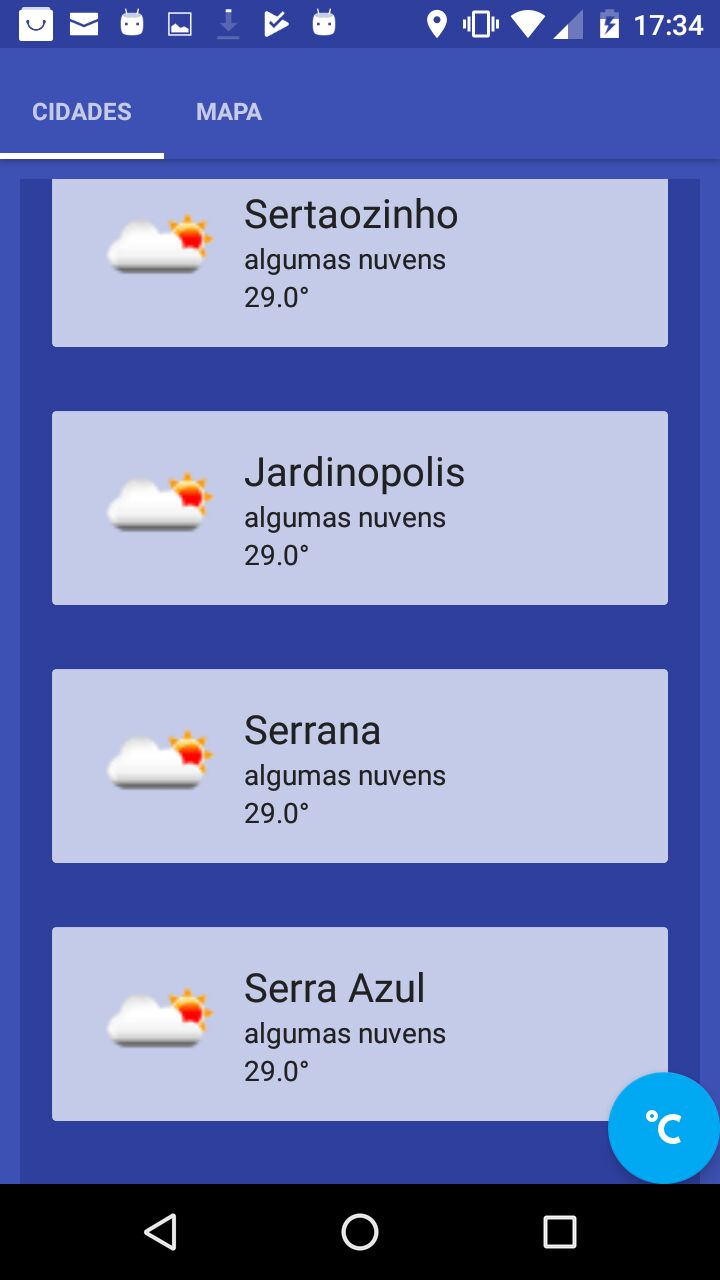 17:34
CIDADES MAPA
Sertaozinho
algumas nuvens
29.0°
Jardinopolis
algumas nuvens
29.0°
Serrana
algumas nuvens
29.0°
Serra Azul
algumas nuvens
29.0°
°C